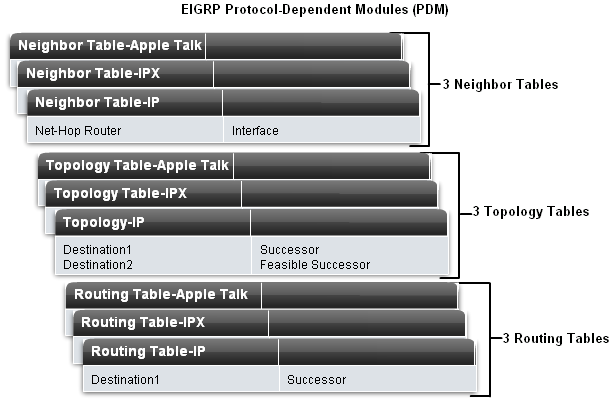 EIGRP Protocol-Dependent Modules (PDM)
Neighbor Table-Apple Talk
Neighbor Table-IPX
Neighbor Table-IP
Net-Hop Router Interface
3 Neighbor Tables
Topology Table-Apple Talk
Topology Table-IPX
Topology-IP
Destination1 Successor
Destination2 Feasible Successor
3 Topology Tables
Routing Table-Apple Talk
Routing Table-IPX
Routing Table-IP
Destination1 Successor
3 Routing Tables